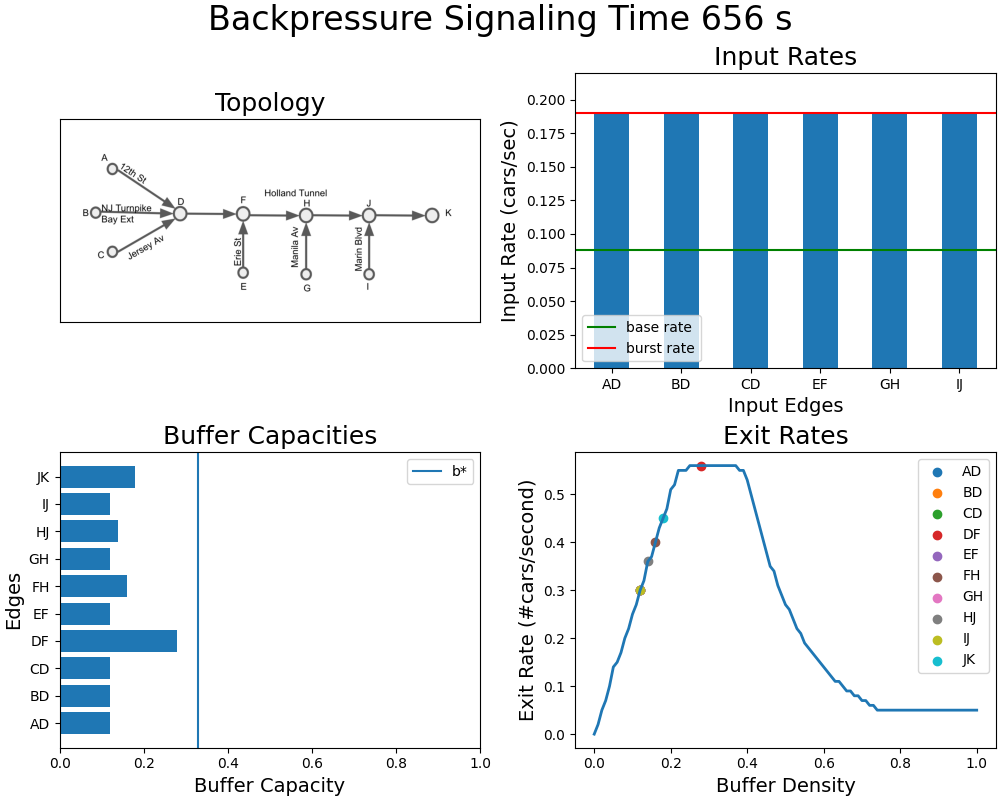 Backpressure Signaling Time 656 s
Topology
A
12th St
B
NJ Turnpike
Bay Ext
C
Jersey Av
D
F
Holland Tunnel
H
J
K
Erie St
Manila Av
Marin Blvd
E
G
I
Input Rates
Input Rate (cars/sec)
0.200
0.175
0.150
0.125
0.100
0.075
0.050
0.025
0.000
base rate
burst rate
AD BD CD EF GH IJ
Input Edges
Buffer Capacities
Edges
JK
IJ
HJ
GH
FH
EF
DF
CD
BD
AD
b*
0.0 0.2 0.4 0.6 0.8 1.0
Buffer Capacity
Exit Rates
Exit Rate (#cars/second)
0.5
0.4
0.3
0.2
0.1
0.0
AD
BD
CD
DF
EF
FH
GH
HJ
IJ
JK
0.0 0.2 0.4 0.6 0.8 1.0
Buffer Density